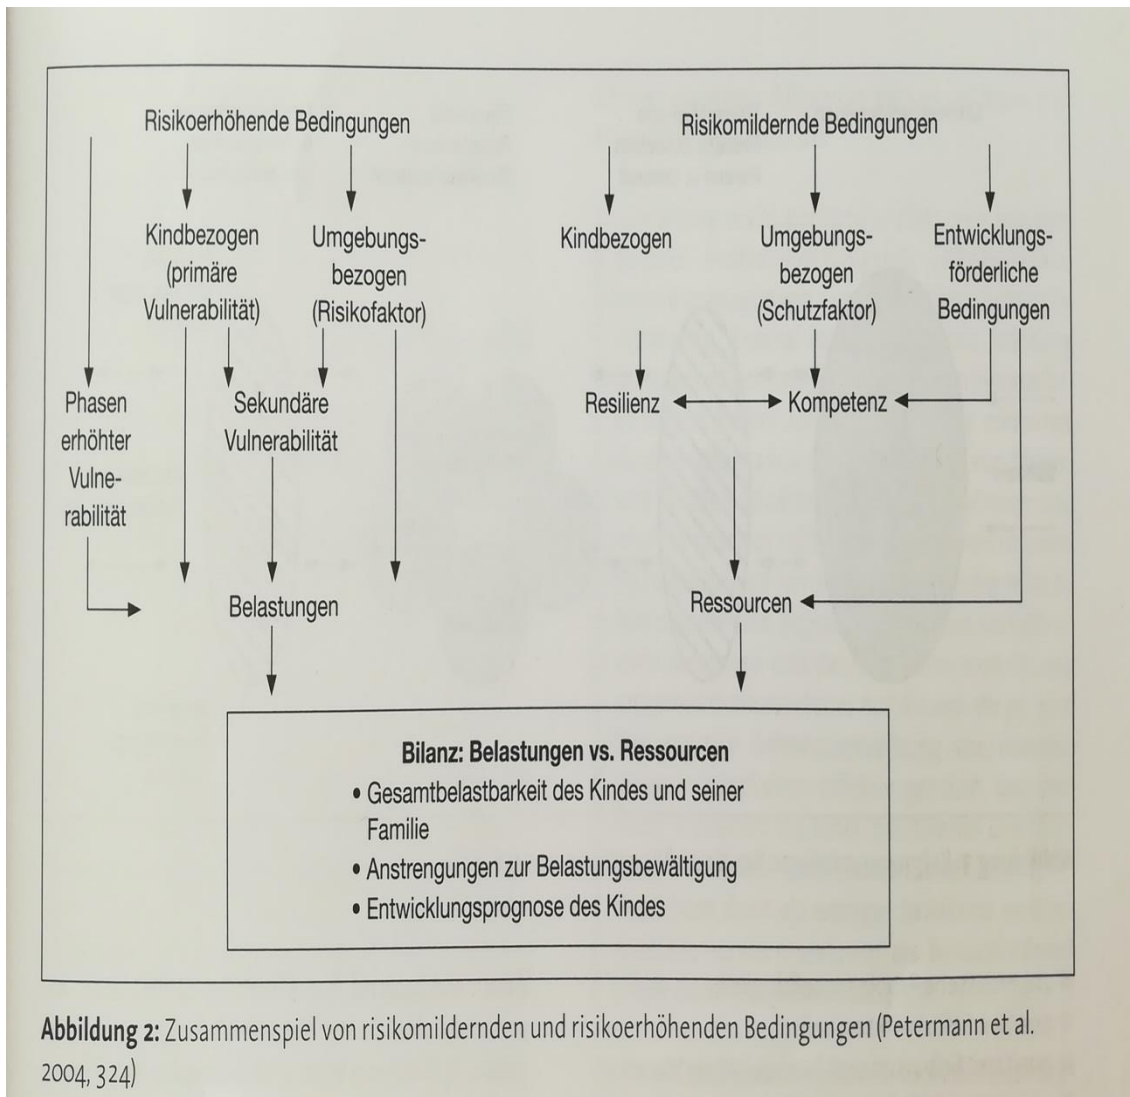 Risikoerhöhende Bedingungen
Risikomildernde Bedingungen
Kindbezogen
(primäre
Vulnerabilität)
Umgebungs-
bezogen
(Risikofaktor)
Kindbezogen
Umgebungs-
bezogen
(Schutzfaktor)
Entwicklungs-
förderliche
Bedingungen
Phasen
erhöhter
Vulne-
rabilität
Sekundäre
Vulnerabilität
Resilienz
Kompetenz
Belastungen
Ressourcen
Bilanz: Belastungen vs. Ressourcen
• Gesamtbelastbarkeit des Kindes und seiner
Familie
• Anstrengungen zur Belastungsbewältigung
• Entwicklungsprognose des Kindes
Abbildung 2: Zusammenspiel von risikomildernden und risikoerhöhenden Bedingungen (Petermann et al.
2004, 324)